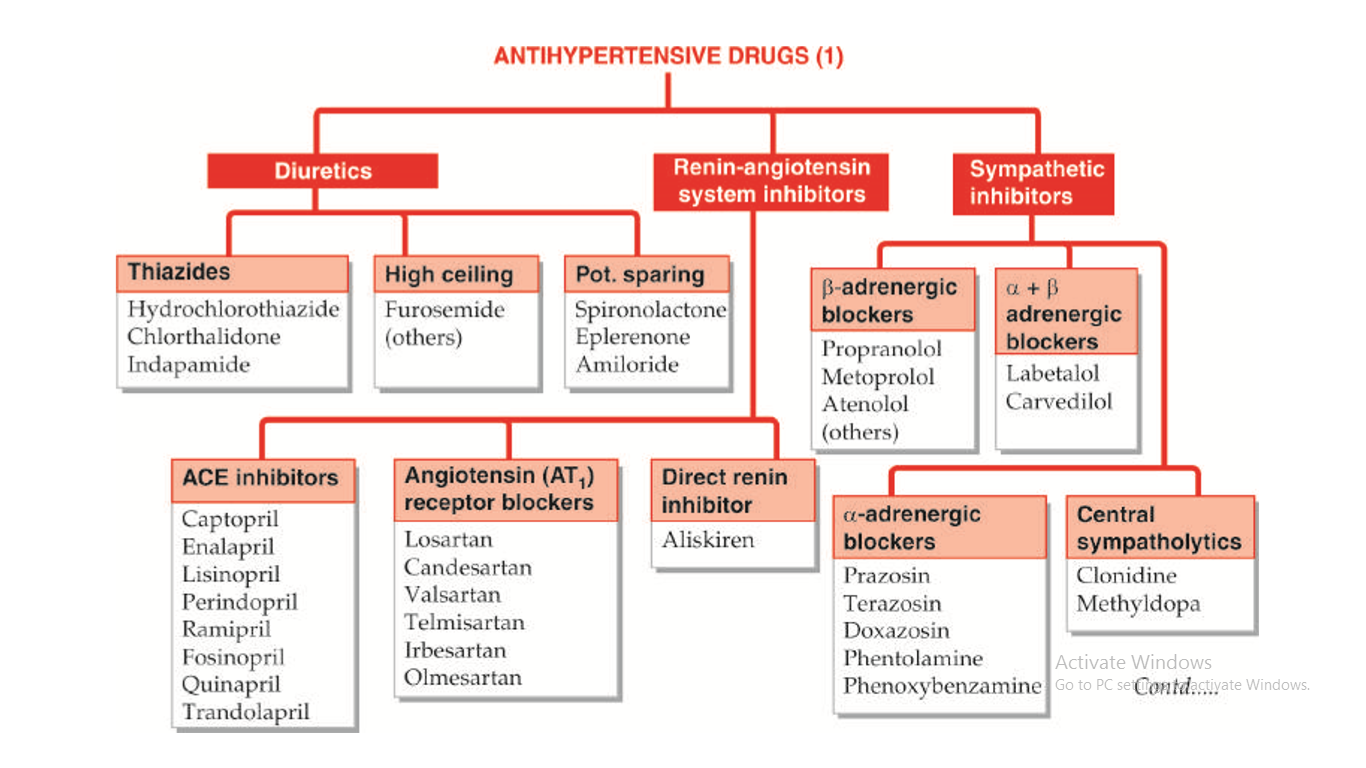 ANTIHYPERTENSIVE DRUGS (1)
Diuretics
Renin-angiotensin
system inhibitors
Sympathetic
inhibitors
Thiazides
Hydrochlorothiazide
Chlorthalidone
Indapamide
High ceiling
Furosemide
(others)
Pot. sparing
Spironolactone
Eplerenone
Amiloride
β-adrenergic
blockers
Propranolol
Metoprolol
Atenolol
(others)
α + β
adrenergic
blockers
Labetalol
Carvedilol
ACE inhibitors
Captopril
Enalapril
Lisinopril
Perindopril
Ramipril
Fosinopril
Quinapril
Trandolapril
Angiotensin (AT₁)
receptor blockers
Losartan
Candesartan
Valsartan
Telmisartan
Irbesartan
Olmesartan
Direct renin
inhibitor
Aliskiren
α-adrenergic
blockers
Prazosin
Terazosin
Doxazosin
Phentolamine
Phenoxybenzamine
Central
sympatholytics
Clonidine
Methyldopa
Contd.....
Activate Windows
Go to PC settings to activate Windows.